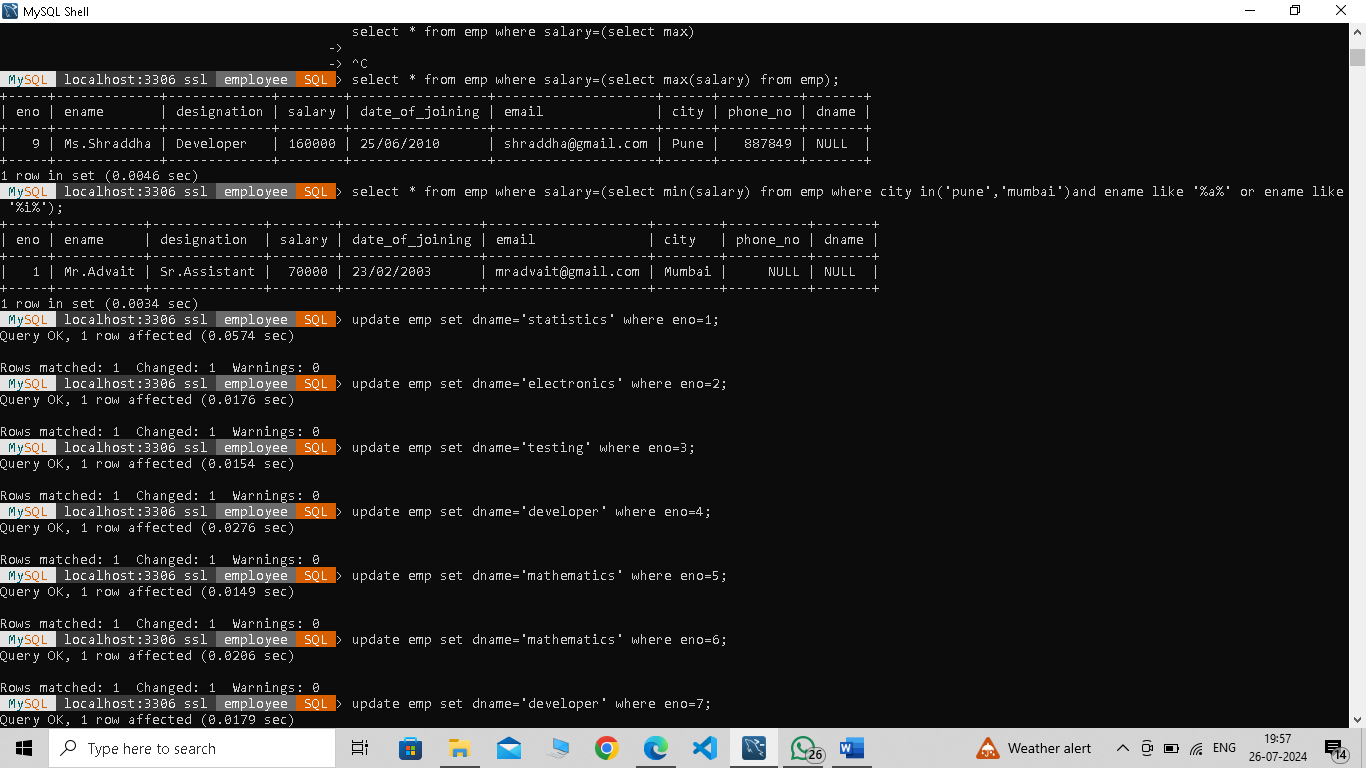 MySQL Shell
select * from emp where salary=(select max)
->
-> ^C
MySQL localhost:3306 ssl employee SQL > select * from emp where salary=(select max(salary) from emp);
+-----+-------------+-------------+--------+-----------------+--------------------+------+----------+-------+
| eno | ename       | designation | salary | date_of_joining | email              | city | phone_no | dname |
+-----+-------------+-------------+--------+-----------------+--------------------+------+----------+-------+
|   9 | Ms.Shraddha | Developer   | 160000 | 25/06/2010      | shraddha@gmail.com | Pune |   887849 | NULL  |
+-----+-------------+-------------+--------+-----------------+--------------------+------+----------+-------+
1 row in set (0.0046 sec)
MySQL localhost:3306 ssl employee SQL > select * from emp where salary=(select min(salary) from emp where city in('pune','mumbai')and ename like '%a%' or ename like
'%i%');
+-----+-----------+--------------+--------+-----------------+--------------------+--------+----------+-------+
| eno | ename     | designation  | salary | date_of_joining | email              | city   | phone_no | dname |
+-----+-----------+--------------+--------+-----------------+--------------------+--------+----------+-------+
|   1 | Mr.Advait | Sr.Assistant |  70000 | 23/02/2003      | mradvait@gmail.com | Mumbai |     NULL | NULL  |
+-----+-----------+--------------+--------+-----------------+--------------------+--------+----------+-------+
1 row in set (0.0034 sec)
MySQL localhost:3306 ssl employee SQL > update emp set dname='statistics' where eno=1;
Query OK, 1 row affected (0.0574 sec)
Rows matched: 1  Changed: 1  Warnings: 0
MySQL localhost:3306 ssl employee SQL > update emp set dname='electronics' where eno=2;
Query OK, 1 row affected (0.0176 sec)
Rows matched: 1  Changed: 1  Warnings: 0
MySQL localhost:3306 ssl employee SQL > update emp set dname='testing' where eno=3;
Query OK, 1 row affected (0.0154 sec)
Rows matched: 1  Changed: 1  Warnings: 0
MySQL localhost:3306 ssl employee SQL > update emp set dname='developer' where eno=4;
Query OK, 1 row affected (0.0276 sec)
Rows matched: 1  Changed: 1  Warnings: 0
MySQL localhost:3306 ssl employee SQL > update emp set dname='mathematics' where eno=5;
Query OK, 1 row affected (0.0149 sec)
Rows matched: 1  Changed: 1  Warnings: 0
MySQL localhost:3306 ssl employee SQL > update emp set dname='mathematics' where eno=6;
Query OK, 1 row affected (0.0206 sec)
Rows matched: 1  Changed: 1  Warnings: 0
MySQL localhost:3306 ssl employee SQL > update emp set dname='developer' where eno=7;
Query OK, 1 row affected (0.0179 sec)
Type here to search
26
W
Weather alert
ENG
19:57
26-07-2024
14